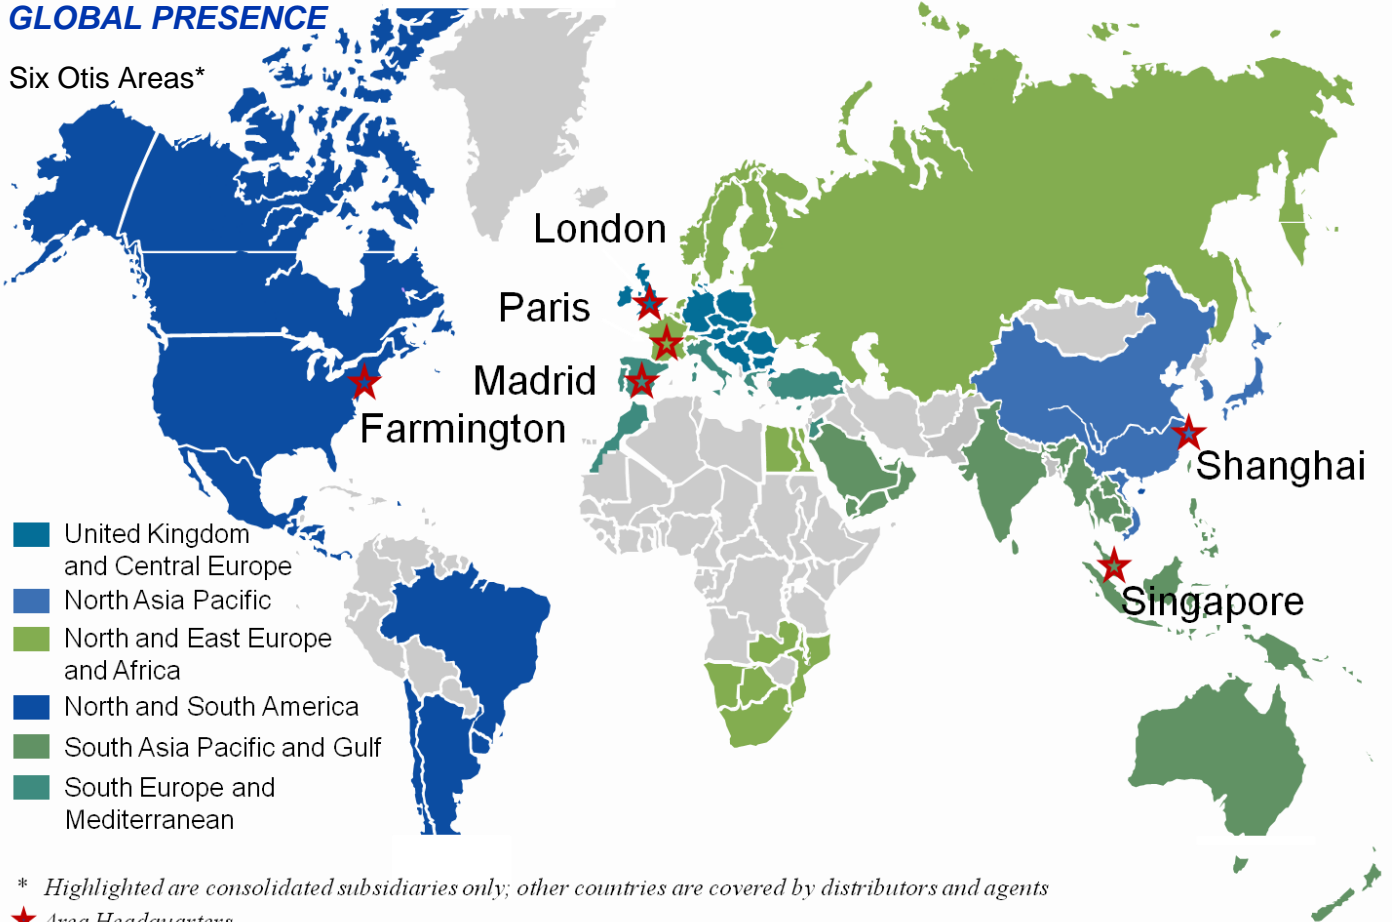 GLOBAL PRESENCE
Six Otis Areas*
London
Paris
Madrid
Farmington
Shanghai
Singapore
United Kingdom
and Central Europe
North Asia Pacific
North and East Europe
and Africa
North and South America
South Asia Pacific and Gulf
South Europe and
Mediterranean
* Highlighted are consolidated subsidiaries only; other countries are covered by distributors and agents
Area Headquarters